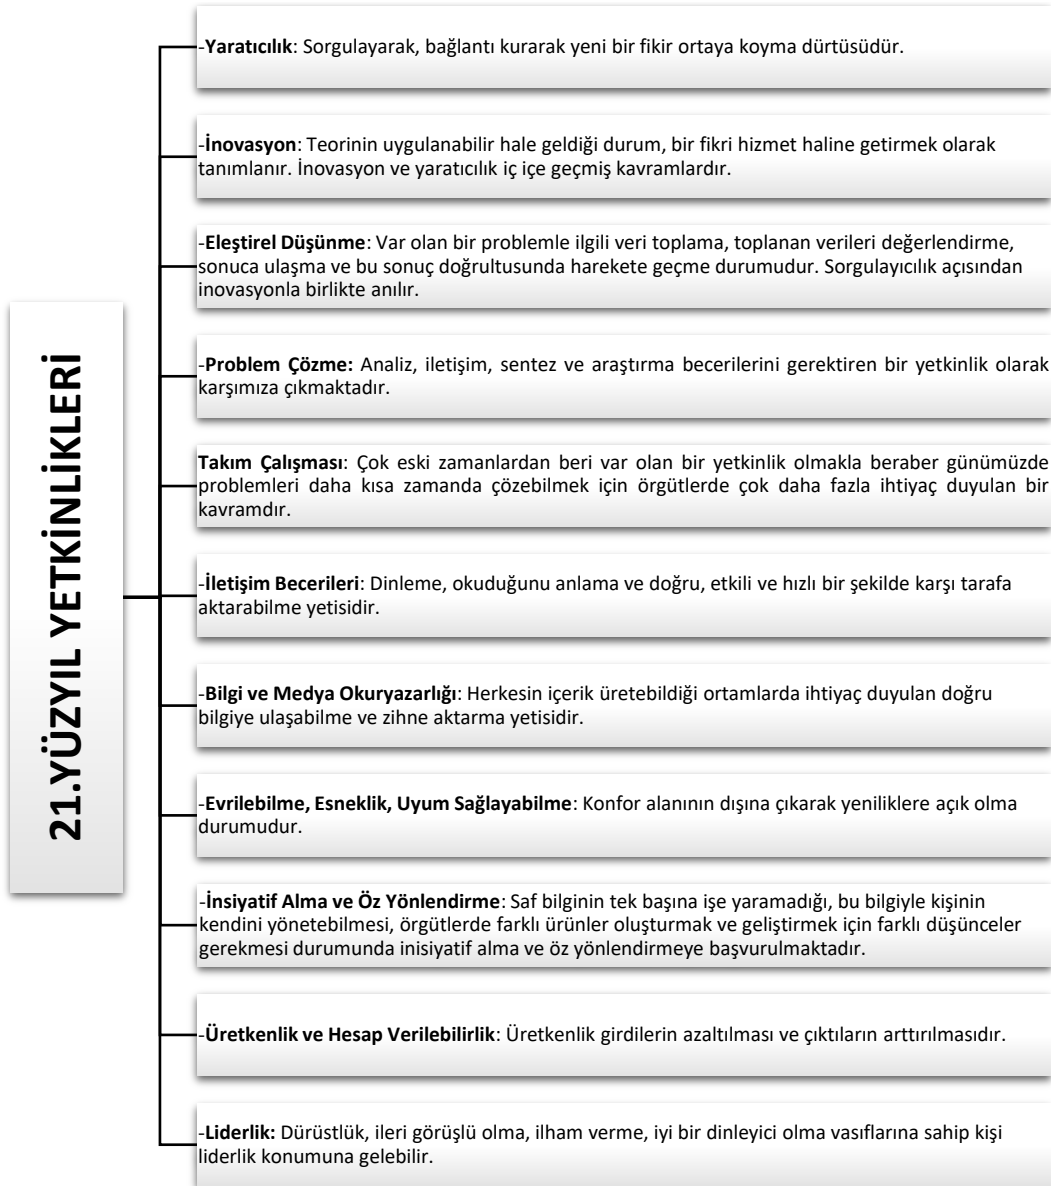 21.YÜZYIL YETKİNLİKLERİ
-Yaratıcılık: Sorgulayarak, bağlantı kurarak yeni bir fikir ortaya koyma dürtüsüdür.
-İnovasyon: Teorinin uygulanabilir hale geldiği durum, bir fikri hizmet haline getirmek olarak
tanımlanır. İnovasyon ve yaratıcılık iç içe geçmiş kavramlardır.
-Eleştirel Düşünme: Var olan bir problemle ilgili veri toplama, toplanan verileri değerlendirme,
sonuca ulaşma ve bu sonuç doğrultusunda harekete geçme durumudur. Sorgulayıcılık açısından
inovasyonla birlikte anılır.
-Problem Çözme: Analiz, iletişim, sentez ve araştırma becerilerini gerektiren bir yetkinlik olarak
karşımıza çıkmaktadır.
Takım Çalışması: Çok eski zamanlardan beri var olan bir yetkinlik olmakla beraber günümüzde
problemleri daha kısa zamanda çözebilmek için örgütlerde çok daha fazla ihtiyaç duyulan bir
kavramdır.
-İletişim Becerileri: Dinleme, okuduğunu anlama ve doğru, etkili ve hızlı bir şekilde karşı tarafa
aktarabilme yetisidir.
-Bilgi ve Medya Okuryazarlığı: Herkesin içerik üretebildiği ortamlarda ihtiyaç duyulan doğru
bilgiye ulaşabilme ve zihne aktarma yetisidir.
-Evrilebilme, Esneklik, Uyum Sağlayabilme: Konfor alanının dışına çıkarak yeniliklere açık olma
durumudur.
-İnsiyatif Alma ve Öz Yönlendirme: Saf bilginin tek başına işe yaramadığı, bu bilgiyle kişinin
kendini yönetebilmesi, örgütlerde farklı ürünler oluşturmak ve geliştirmek için farklı düşünceler
gerekmesi durumunda inisiyatif alma ve öz yönlendirmeye başvurulmaktadır.
-Üretkenlik ve Hesap Verilebilirlik: Üretkenlik girdilerin azaltılması ve çıktıların arttırılmasıdır.
-Liderlik: Dürüstlük, ileri görüşlü olma, ilham verme, iyi bir dinleyici olma vasıflarına sahip kişi
liderlik konumuna gelebilir.